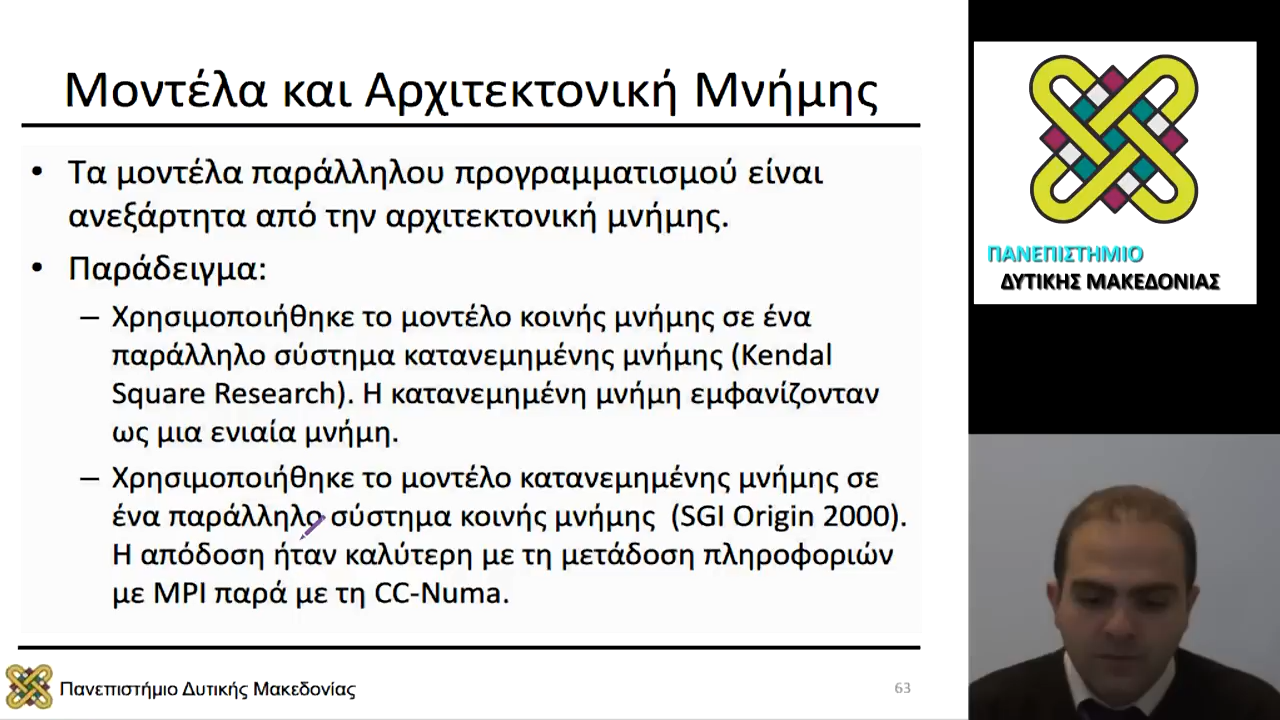 Μοντέλα και Αρχιτεκτονική Μνήμης
• Τα μοντέλα παράλληλου προγραμματισμού είναι
ανεξάρτητα από την αρχιτεκτονική μνήμης.
• Παράδειγμα:
– Χρησιμοποιήθηκε το μοντέλο κοινής μνήμης σε ένα
παράλληλο σύστημα κατανεμημένης μνήμης (Kendal
Square Research). Η κατανεμημένη μνήμη εμφανίζονταν
ως μια ενιαία μνήμη.
– Χρησιμοποιήθηκε το μοντέλο κατανεμημένης μνήμης σε
ένα παράλληλο σύστημα κοινής μνήμης (SGI Origin 2000).
Η απόδοση ήταν καλύτερη με τη μετάδοση πληροφοριών
με MPI παρά με τη CC-Numa.
Πανεπιστήμιο Δυτικής Μακεδονίας
63
ΠΑΝΕΠΙΣΤΗΜΙΟ
ΔΥΤΙΚΗΣ ΜΑΚΕΔΟΝΙΑΣ